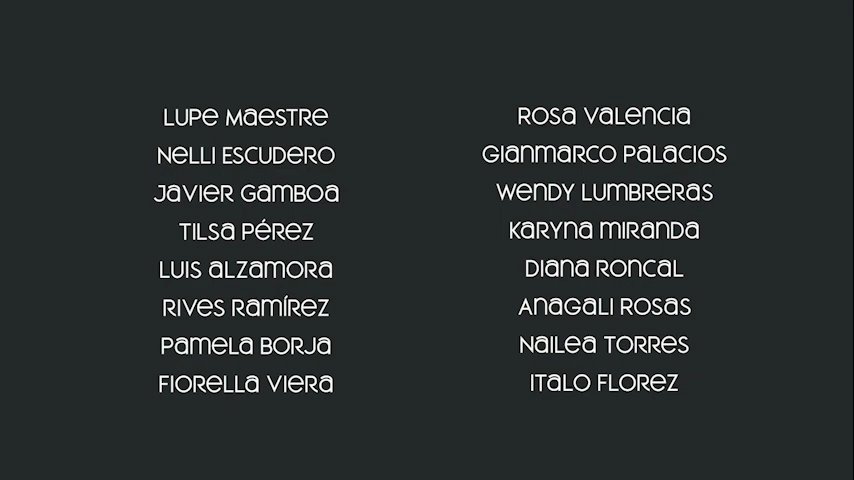 LUPE MAESTRE
NELLI ESCUDERO
JAVIER GAMBOA
TILSA PÉREZ
LUIS ALZAMORA
RIVES RAMÍREZ
PAMELA BORJA
FIORELLA VIERA
ROSA VALENCIA
GIANMARCO PALACIOS
WENDY LUMBRERAS
KARYNA MIRANDA
DIANA RONCAL
ANAGALI ROSAS
NAILEA TORRES
ITALO FLOREZ